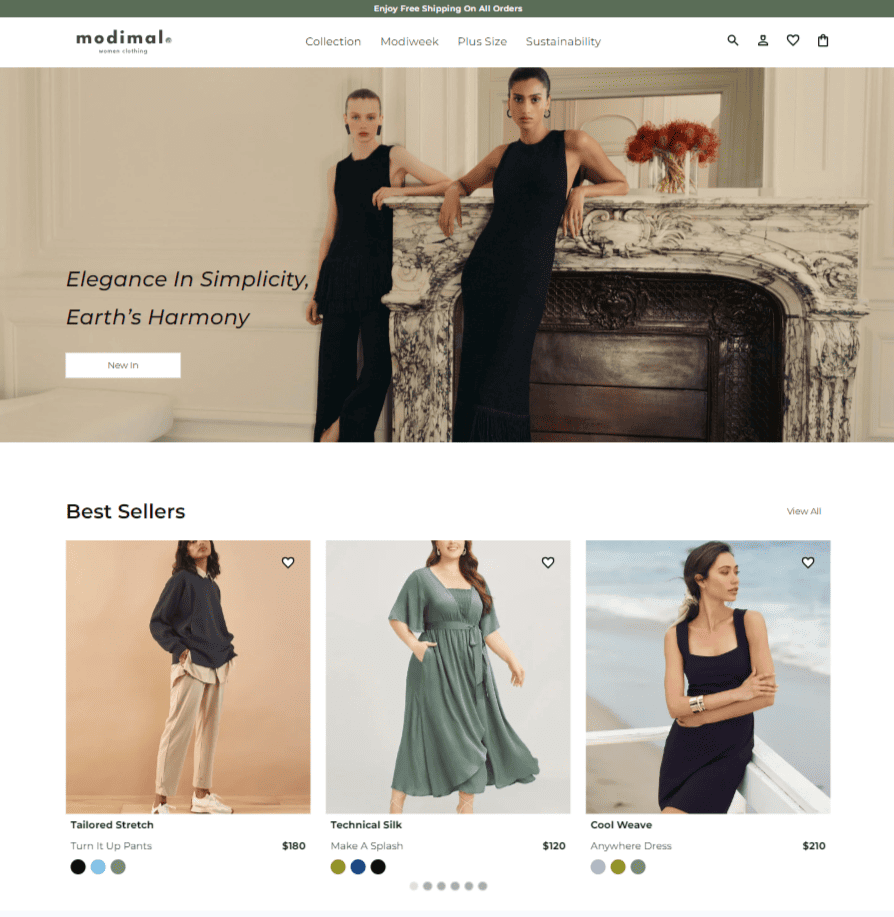 Enjoy Free Shipping On All Orders
modimal
women clothing
Collection Modiweek Plus Size Sustainability
Elegance In Simplicity,
Earth's Harmony
New In
Best Sellers
View All
Tailored Stretch
Turn It Up Pants $180
Technical Silk
Make A Splash $120
Cool Weave
Anywhere Dress $210